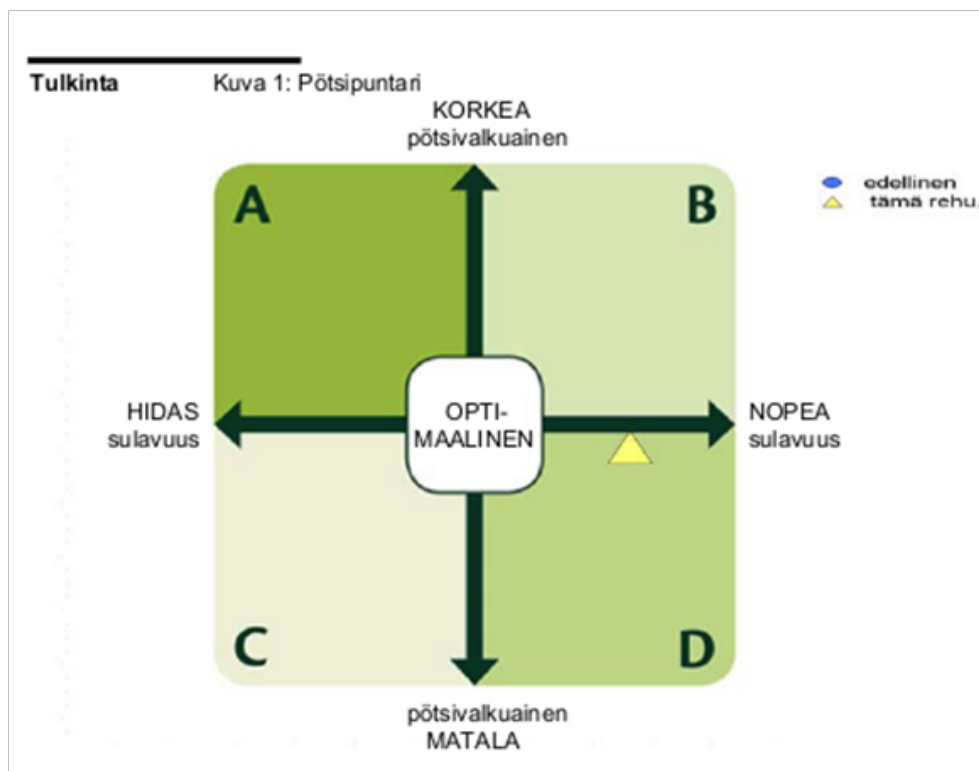 Tulkinta
Kuva 1: Pötsipuntari
KORKEA
pötsivalkuainen
A
B
edellinen
tämä rehu.
HIDAS
sulavuus
OPTI-
MAALINEN
NOPEA
sulavuus
C
D
pötsivalkuainen
MATALA